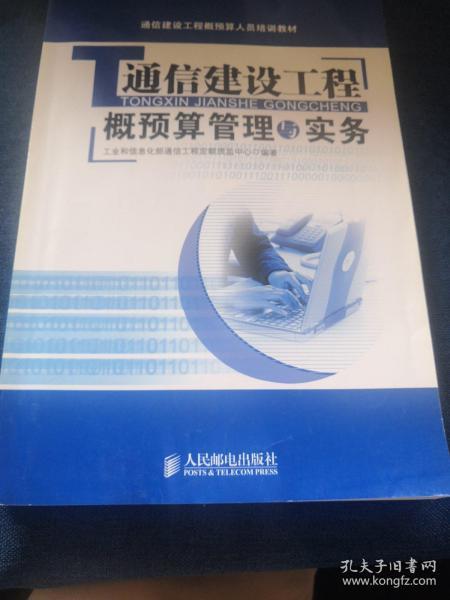 通信建设工程概预算人员培训教材
通信建设工程
TONGXIN JIANSHE GONGCHENG
概预算管理与实务
工业和信息化部通信工程定额质监中心 编著
人民邮电出版社
POSTS & TELECOM PRESS
孔夫子旧书网
www.kongfz.com